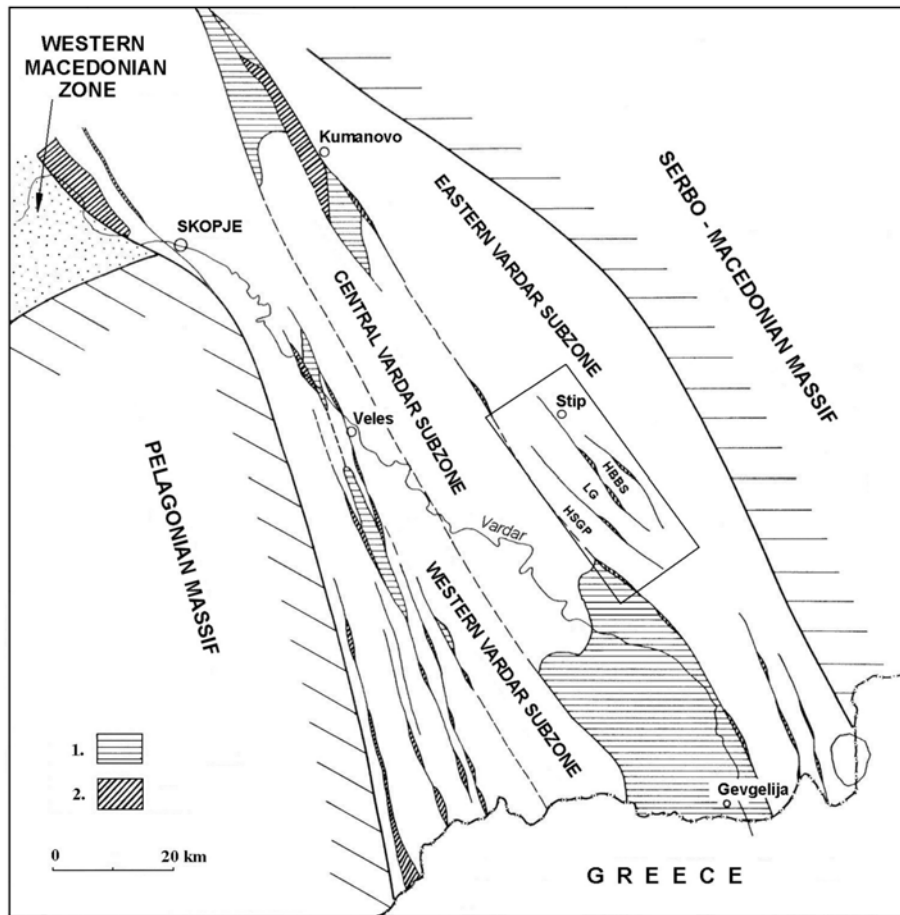 WESTERN
MACEDONIAN
ZONE
Kumanovo
SKOPJE
SERBO - MACEDONIAN MASSIF
EASTERN VARDAR SUBZONE
CENTRAL VARDAR SUBZONE
Stip
Veles
HBBS
LG
HSGP
PELAGONIAN MASSIF
Vardar
WESTERN VARDAR SUBZONE
1.
2.
Gevgelija
0 20 km
GREECE